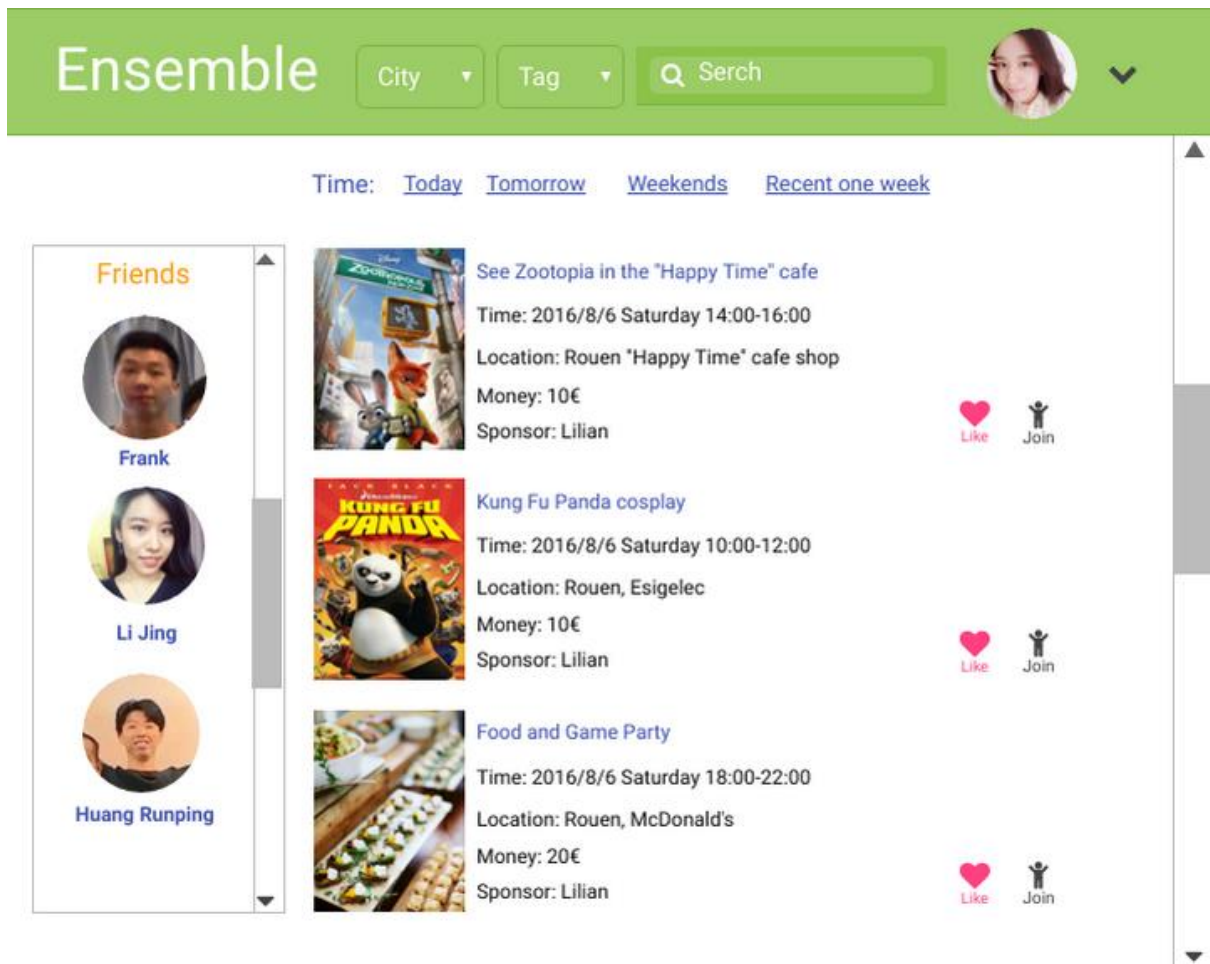 Ensemble
City
Tag
Serch
Time: Today Tomorrow Weekends Recent one week
Friends
Frank
Li Jing
Huang Runping
See Zootopia in the "Happy Time" cafe
Time: 2016/8/6 Saturday 14:00-16:00
Location: Rouen "Happy Time" cafe shop
Money: 10€
Sponsor: Lilian
Like
Join
KUNG FU
PANDA
Kung Fu Panda cosplay
Time: 2016/8/6 Saturday 10:00-12:00
Location: Rouen, Esigelec
Money: 10€
Sponsor: Lilian
Like
Join
Food and Game Party
Time: 2016/8/6 Saturday 18:00-22:00
Location: Rouen, McDonald's
Money: 20€
Sponsor: Lilian
Like
Join